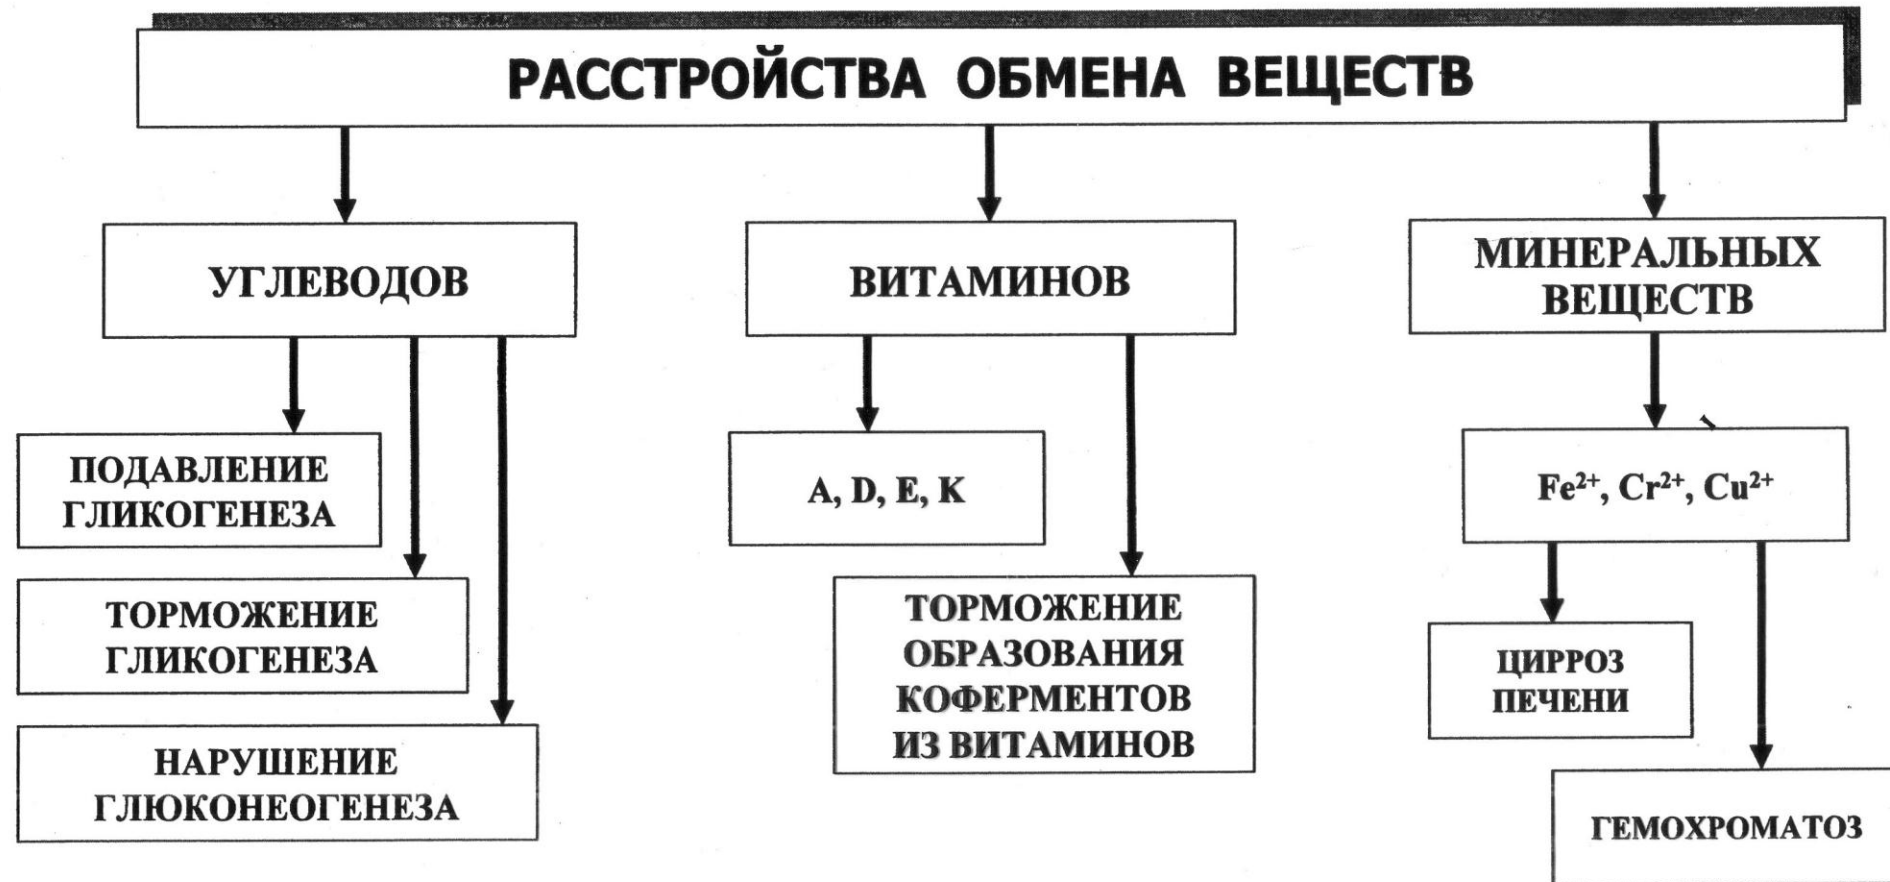 РАССТРОЙСТВА ОБМЕНА ВЕЩЕСТВ
УГЛЕВОДОВ
ПОДАВЛЕНИЕ
ГЛИКОГЕНЕЗА
ТОРМОЖЕНИЕ
ГЛИКОГЕНЕЗА
НАРУШЕНИЕ
ГЛЮКОНЕОГЕНЕЗА
ВИТАМИНОВ
A, D, E, K
ТОРМОЖЕНИЕ
ОБРАЗОВАНИЯ
КОФЕРМЕНТОВ
ИЗ ВИТАМИНОВ
МИНЕРАЛЬНЫХ
ВЕЩЕСТВ
Fe²⁺, Cr²⁺, Cu²⁺
ЦИРРОЗ
ПЕЧЕНИ
ГЕМОХРОМАТОЗ